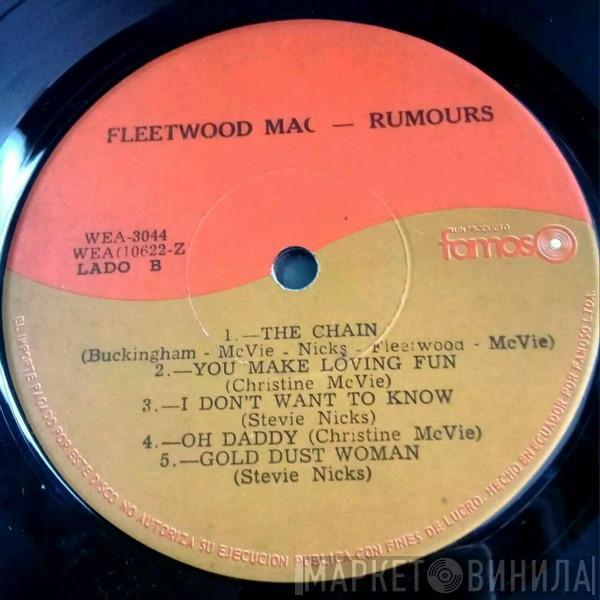 FLEETWOOD MAC — RUMOURS
UN PRODUCTO
famoso
WEA-3044
WEA(10622-Z
LADO B
1.—THE CHAIN
(Buckingham - McVie - Nicks - Fleetwood - McVie)
2.—YOU MAKE LOVING FUN
(Christine McVie)
3.—I DON'T WANT TO KNOW
(Stevie Nicks)
4.—OH DADDY (Christine McVie)
5.—GOLD DUST WOMAN
(Stevie Nicks)
EL IMPORTE PAGADO POR ESTE DISCO NO AUTORIZA SU EJECUCION PUBLICA CON FINES DE LUCRO. HECHO EN ECUADOR POR FAMOSO LTDA.
МАРКЕТ ВИНИЛА